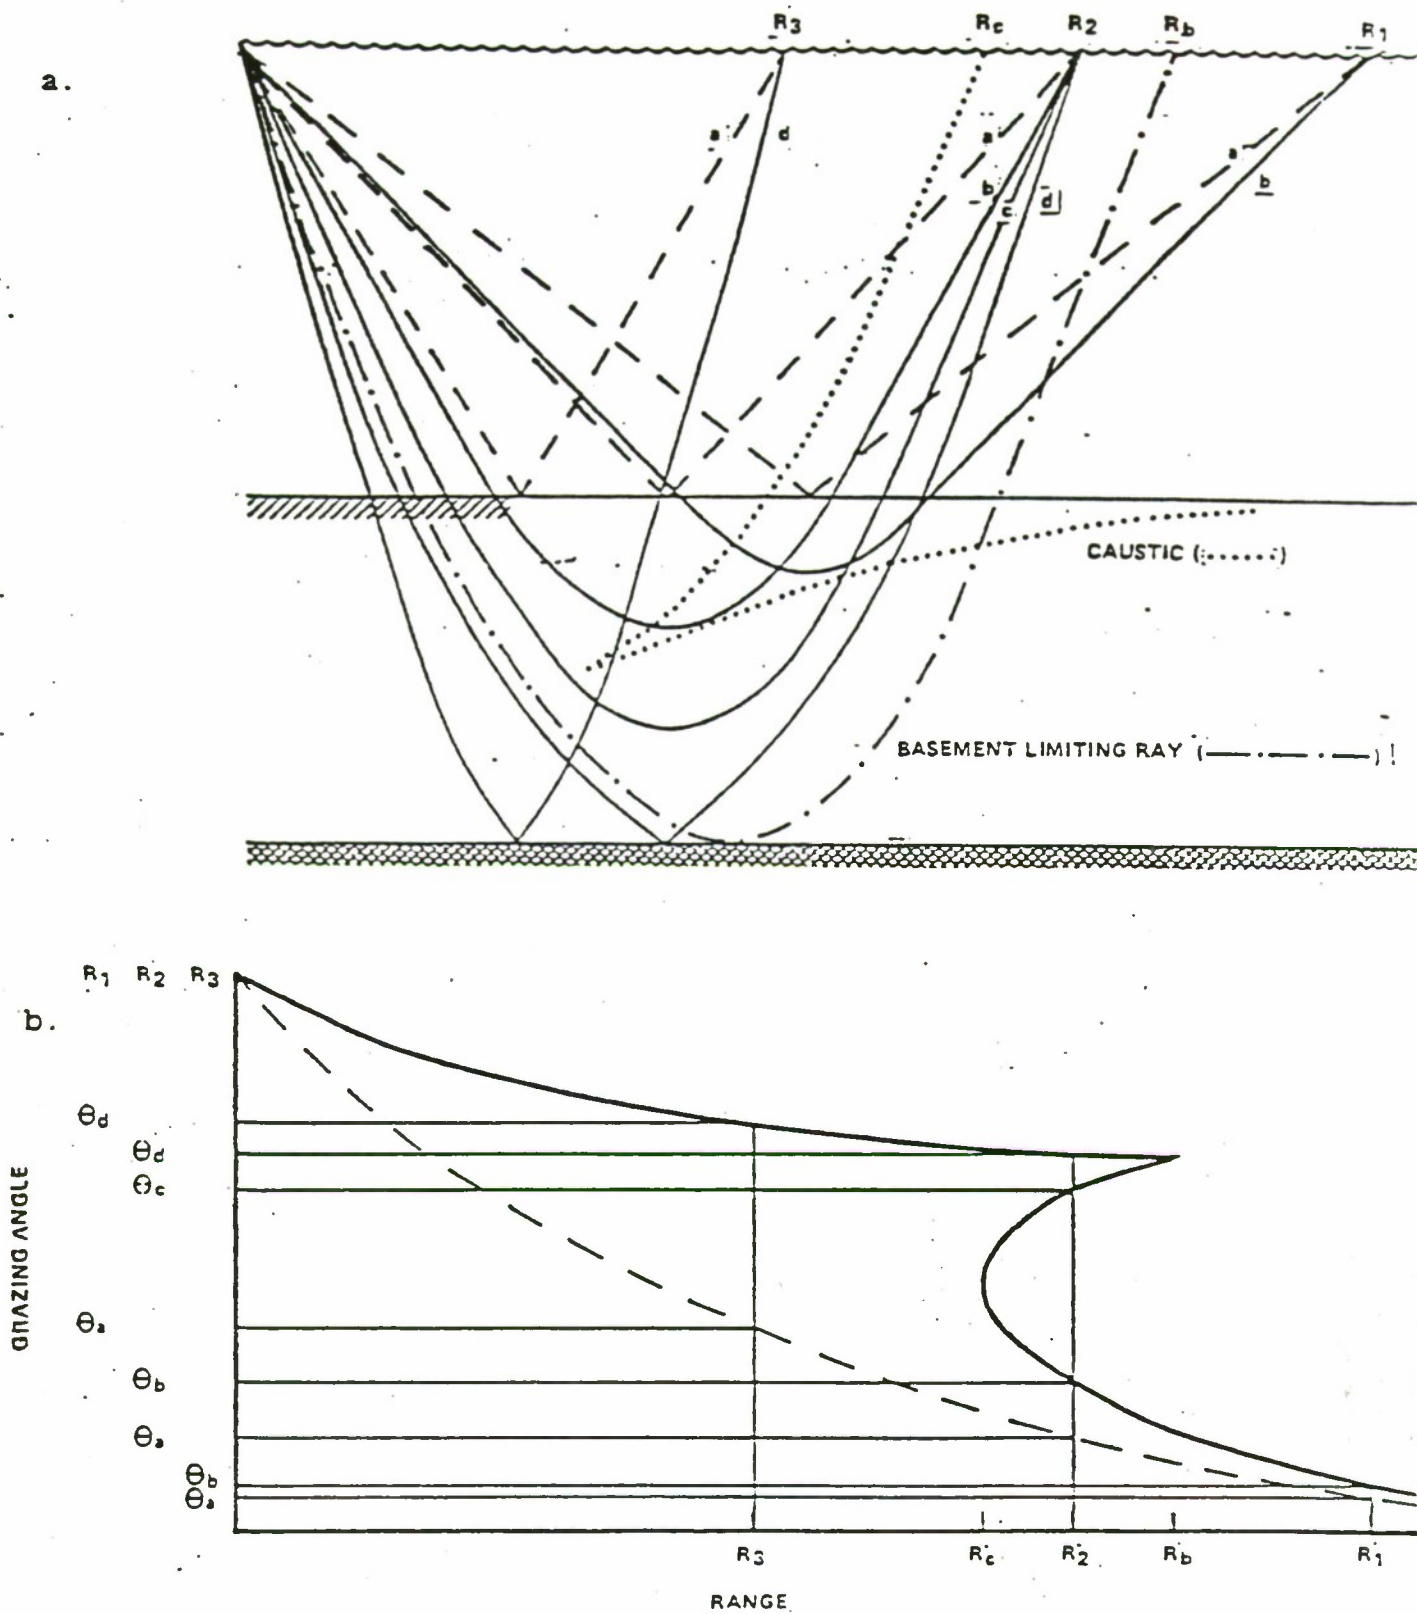 R3 Rc R2 Rb R1
a.
a d a b c d a b
CAUSTIC (········)
BASEMENT LIMITING RAY (—·—·—)
R1 R2 R3
b.
θd
θd
θc
θa
θb
θa
θb
θa
GRAZING ANGLE
R3 Rc R2 Rb R1
RANGE